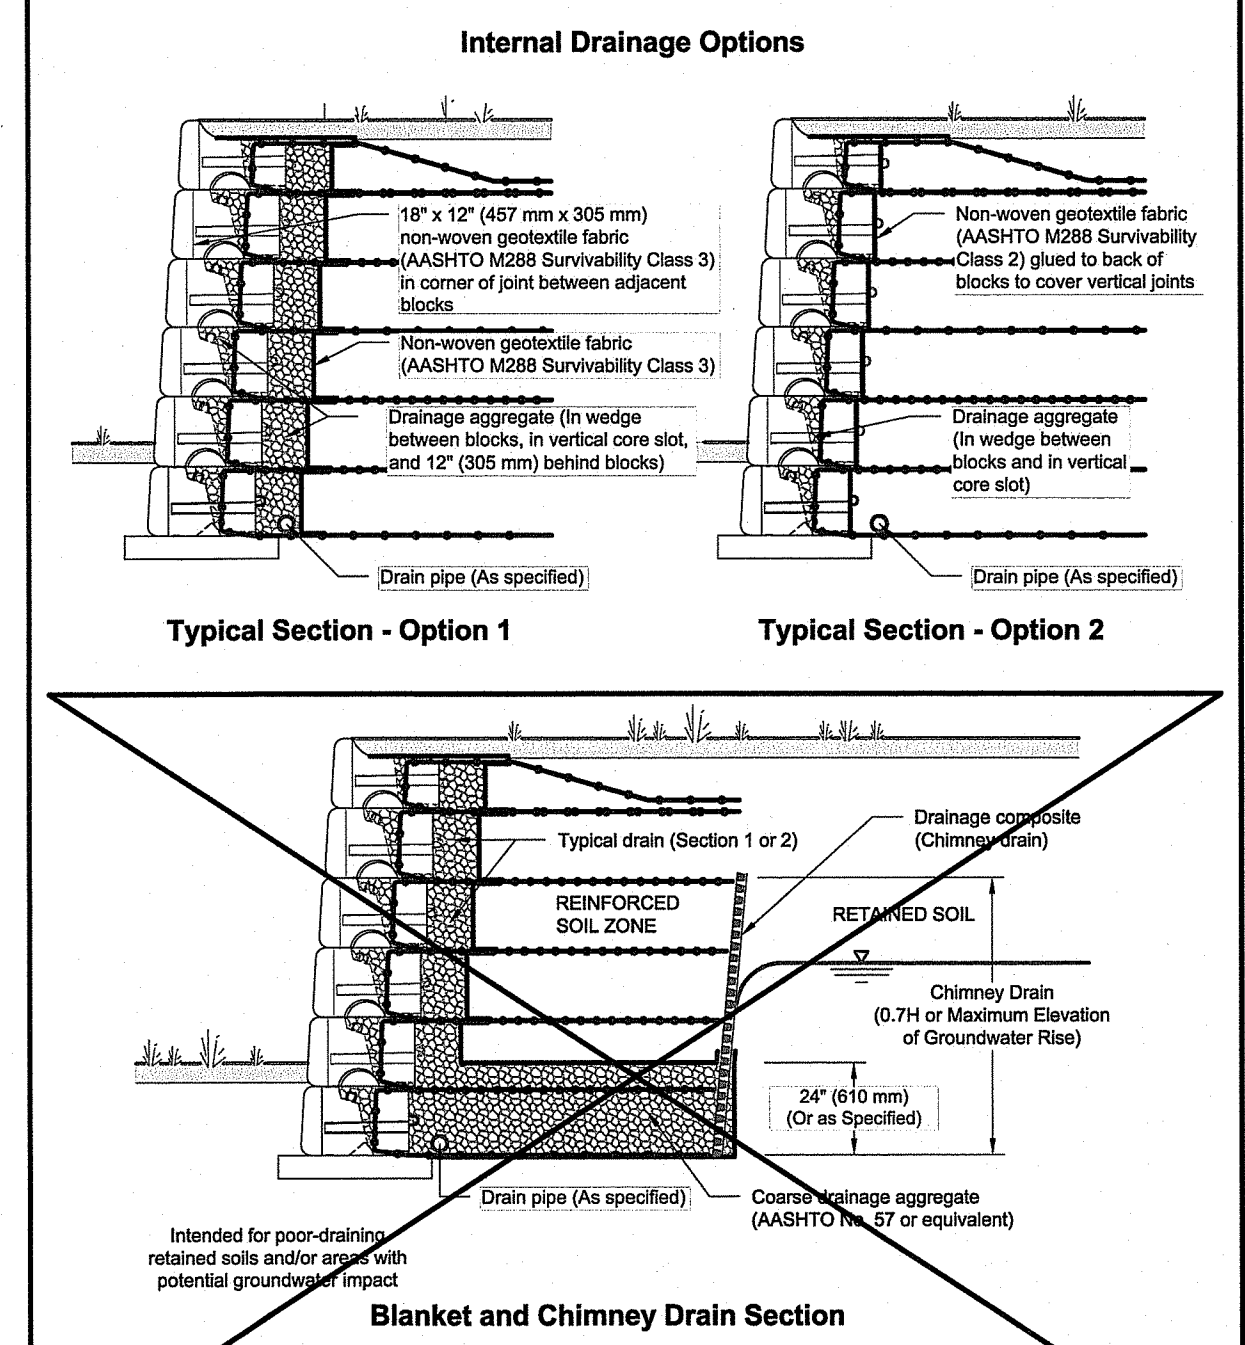 Internal Drainage Options
18" x 12" (457 mm x 305 mm)
non-woven geotextile fabric
(AASHTO M288 Survivability Class 3)
in corner of joint between adjacent
blocks
Non-woven geotextile fabric
(AASHTO M288 Survivability Class 3)
Drainage aggregate (In wedge
between blocks, in vertical core slot,
and 12" (305 mm) behind blocks)
Drain pipe (As specified)
Typical Section - Option 1
Non-woven geotextile fabric
(AASHTO M288 Survivability
Class 2) glued to back of
blocks to cover vertical joints
Drainage aggregate
(In wedge between
blocks and in vertical
core slot)
Drain pipe (As specified)
Typical Section - Option 2
Drainage composite
(Chimney drain)
Typical drain (Section 1 or 2)
REINFORCED
SOIL ZONE
RETAINED SOIL
Chimney Drain
(0.7H or Maximum Elevation
of Groundwater Rise)
24" (610 mm)
(Or as Specified)
Drain pipe (As specified)
Coarse drainage aggregate
(AASHTO No. 57 or equivalent)
Intended for poor-draining
retained soils and/or areas with
potential groundwater impact
Blanket and Chimney Drain Section